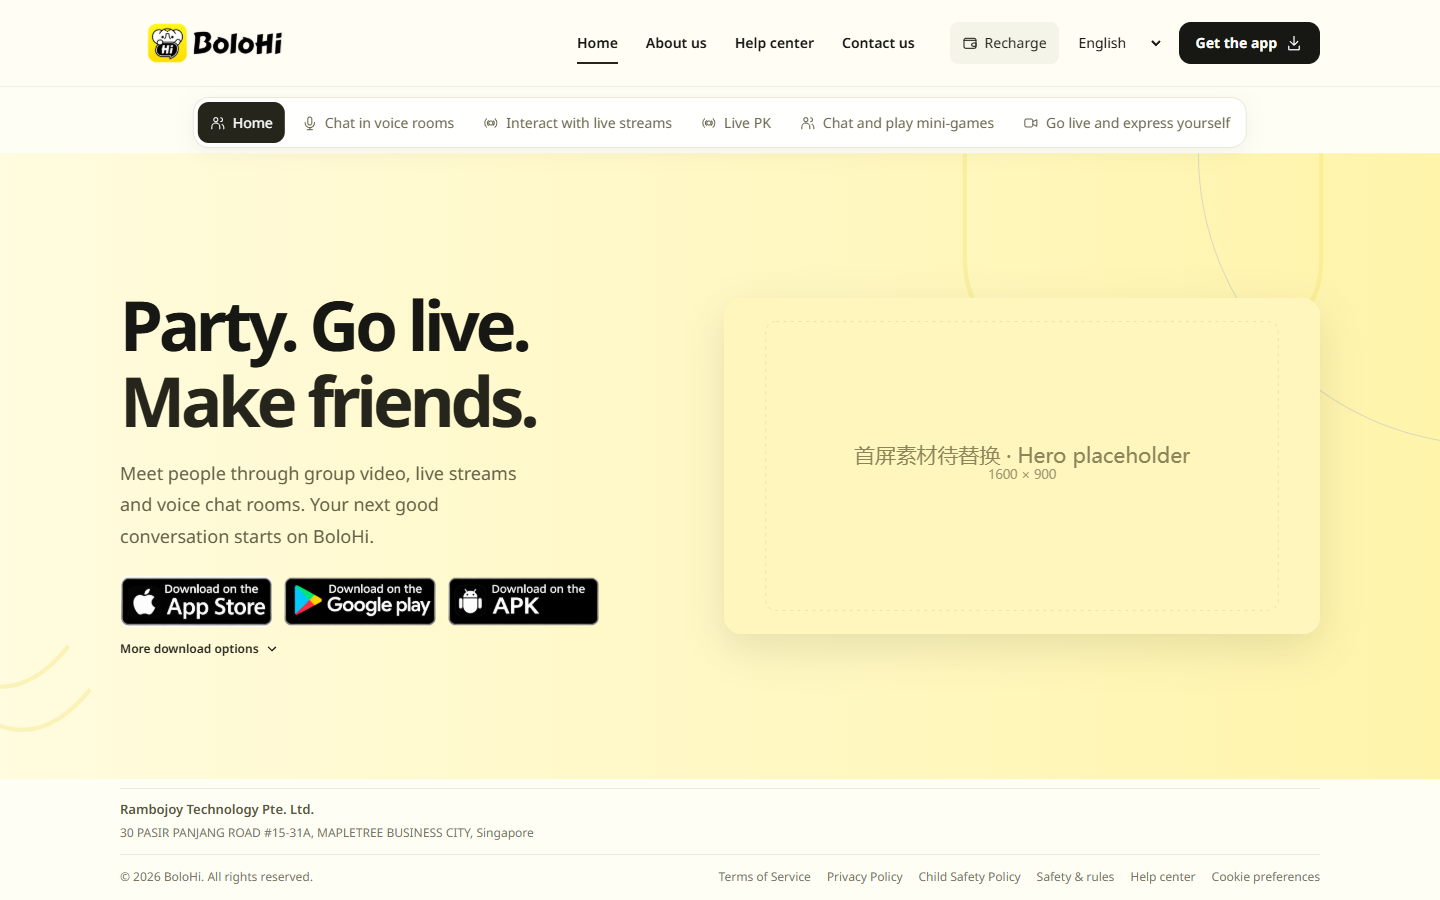 Hi BoloHi
Home About us Help center Contact us Recharge English Get the app
Home Chat in voice rooms Interact with live streams Live PK Chat and play mini-games Go live and express yourself
Party. Go live.
Make friends.
Meet people through group video, live streams
and voice chat rooms. Your next good
conversation starts on BoloHi.
首屏素材待替换 · Hero placeholder
1600 × 900
Download on the
App Store
Download on the
Google play
Download on the
APK
More download options
Rambojoy Technology Pte. Ltd.
30 PASIR PANJANG ROAD #15-31A, MAPLETREE BUSINESS CITY, Singapore
© 2026 BoloHi. All rights reserved.
Terms of Service Privacy Policy Child Safety Policy Safety & rules Help center Cookie preferences